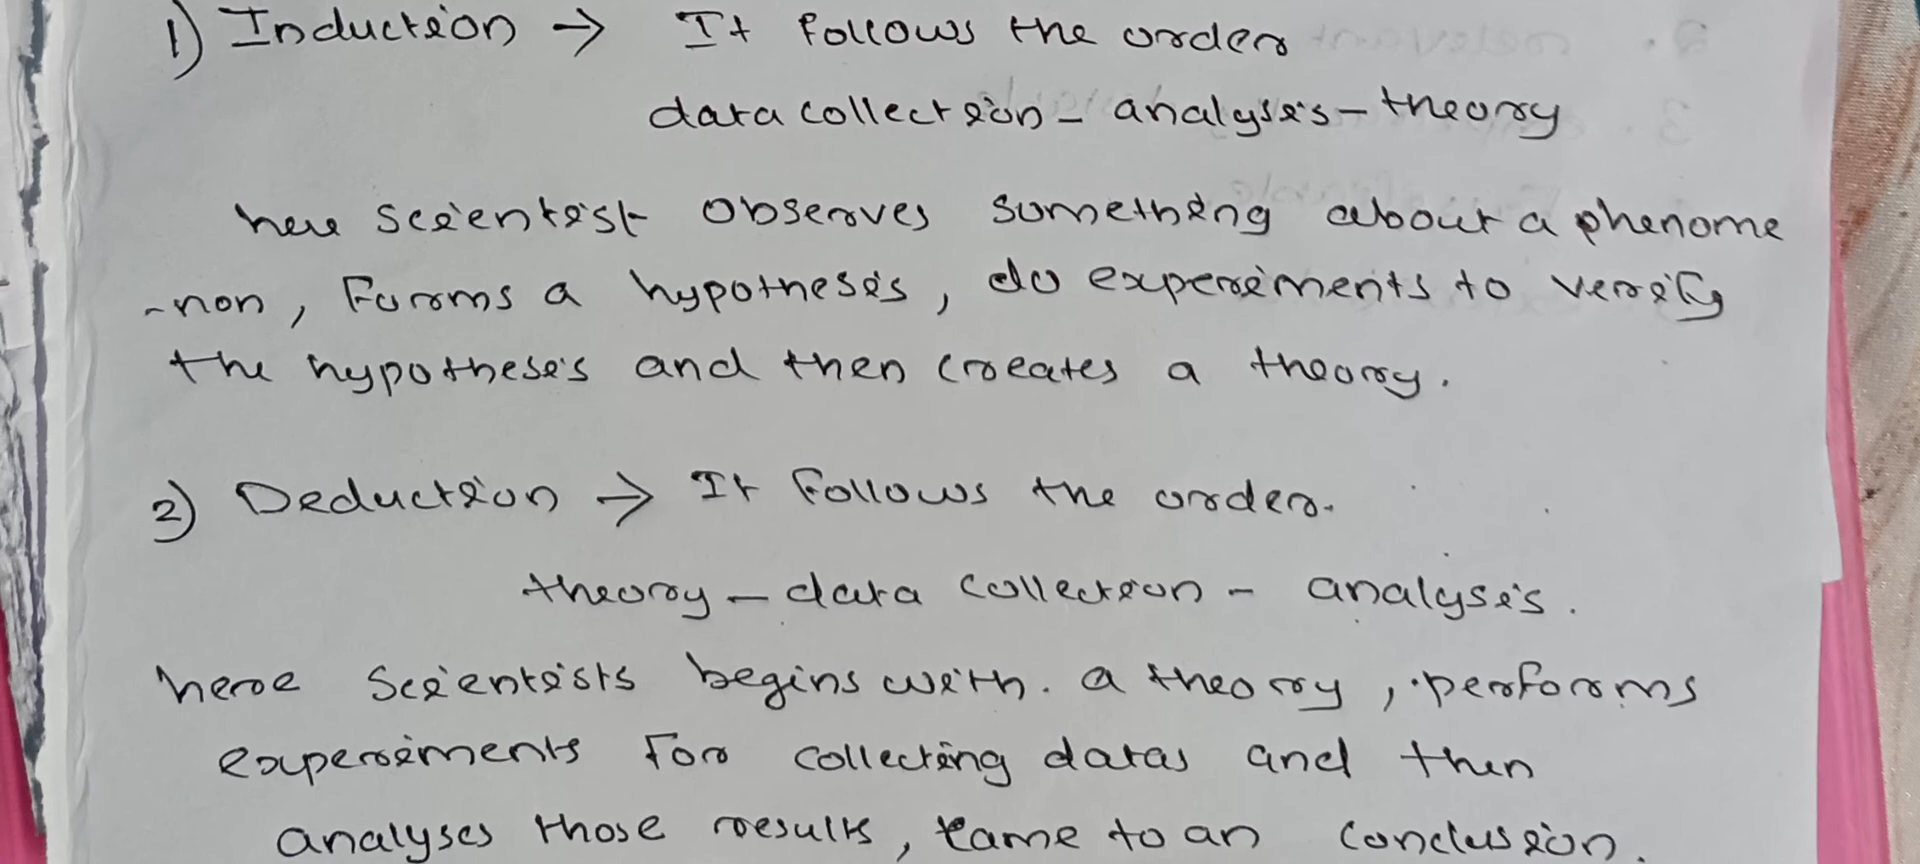 1) Induction → It follows the order
data collection - analysis - theory
here scientist observes something about a phenome
-non, Forms a hypothesis, do experiments to verify
the hypothesis and then creates a theory.
2) Deduction → It follows the order.
theory - data collection - analysis.
here scientists begins with. a theory, performs
experiments for collecting datas and then
analyses those results, came to an conclusion.